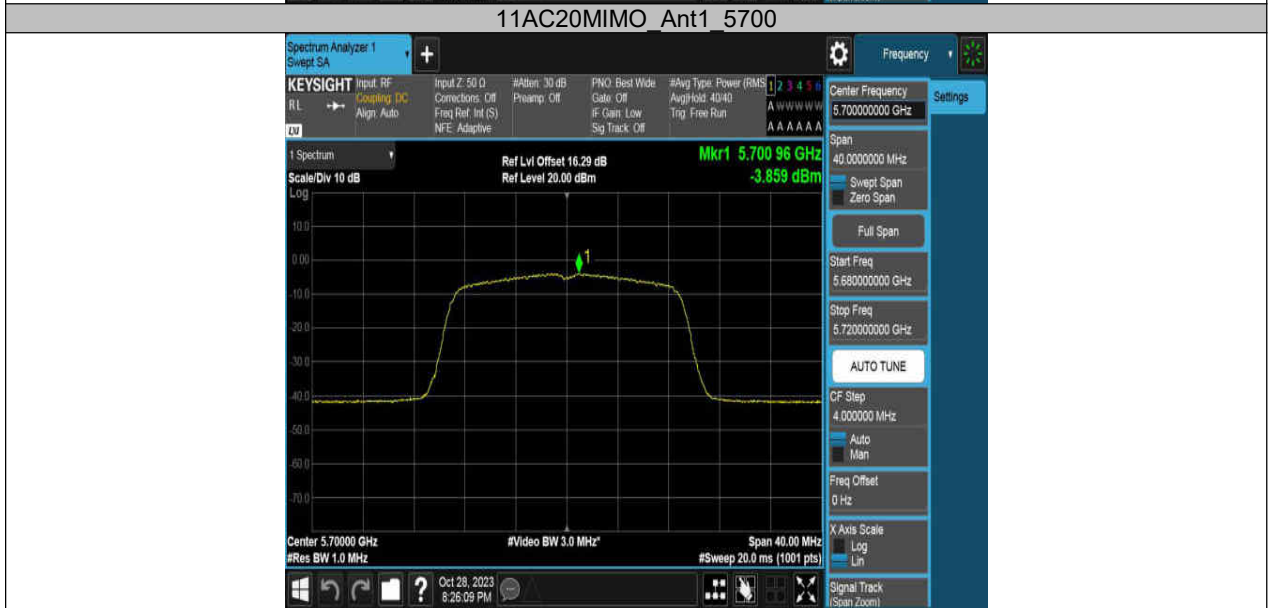 11AC20MIMO_Ant1_5700
Spectrum Analyzer 1
Swept SA
+
Frequency
KEYSIGHT
RL
LXI
Input: RF
Coupling: DC
Align: Auto
Input Z: 50 Ω
Corrections: Off
Freq Ref: Int (S)
NFE: Adaptive
#Atten: 30 dB
Preamp: Off
PNO: Best Wide
Gate: Off
IF Gain: Low
Sig Track: Off
#Avg Type: Power (RMS
Avg|Hold: 40/40
Trig: Free Run
1 2 3 4 5 6
A W W W W W
A A A A A A
Center Frequency
5.700000000 GHz
Settings
Span
40.0000000 MHz
Swept Span
Zero Span
Full Span
Start Freq
5.680000000 GHz
Stop Freq
5.720000000 GHz
AUTO TUNE
CF Step
4.000000 MHz
Auto
Man
Freq Offset
0 Hz
X Axis Scale
Log
Lin
Signal Track
(Span Zoom)
1 Spectrum
Scale/Div 10 dB
Log
Ref Lvl Offset 16.29 dB
Ref Level 20.00 dBm
Mkr1 5.700 96 GHz
-3.859 dBm
1
10.0
0.00
-10.0
-20.0
-30.0
-40.0
-50.0
-60.0
-70.0
Center 5.70000 GHz
#Res BW 1.0 MHz
#Video BW 3.0 MHz*
Span 40.00 MHz
#Sweep 20.0 ms (1001 pts)
?
Oct 28, 2023
8:26:09 PM